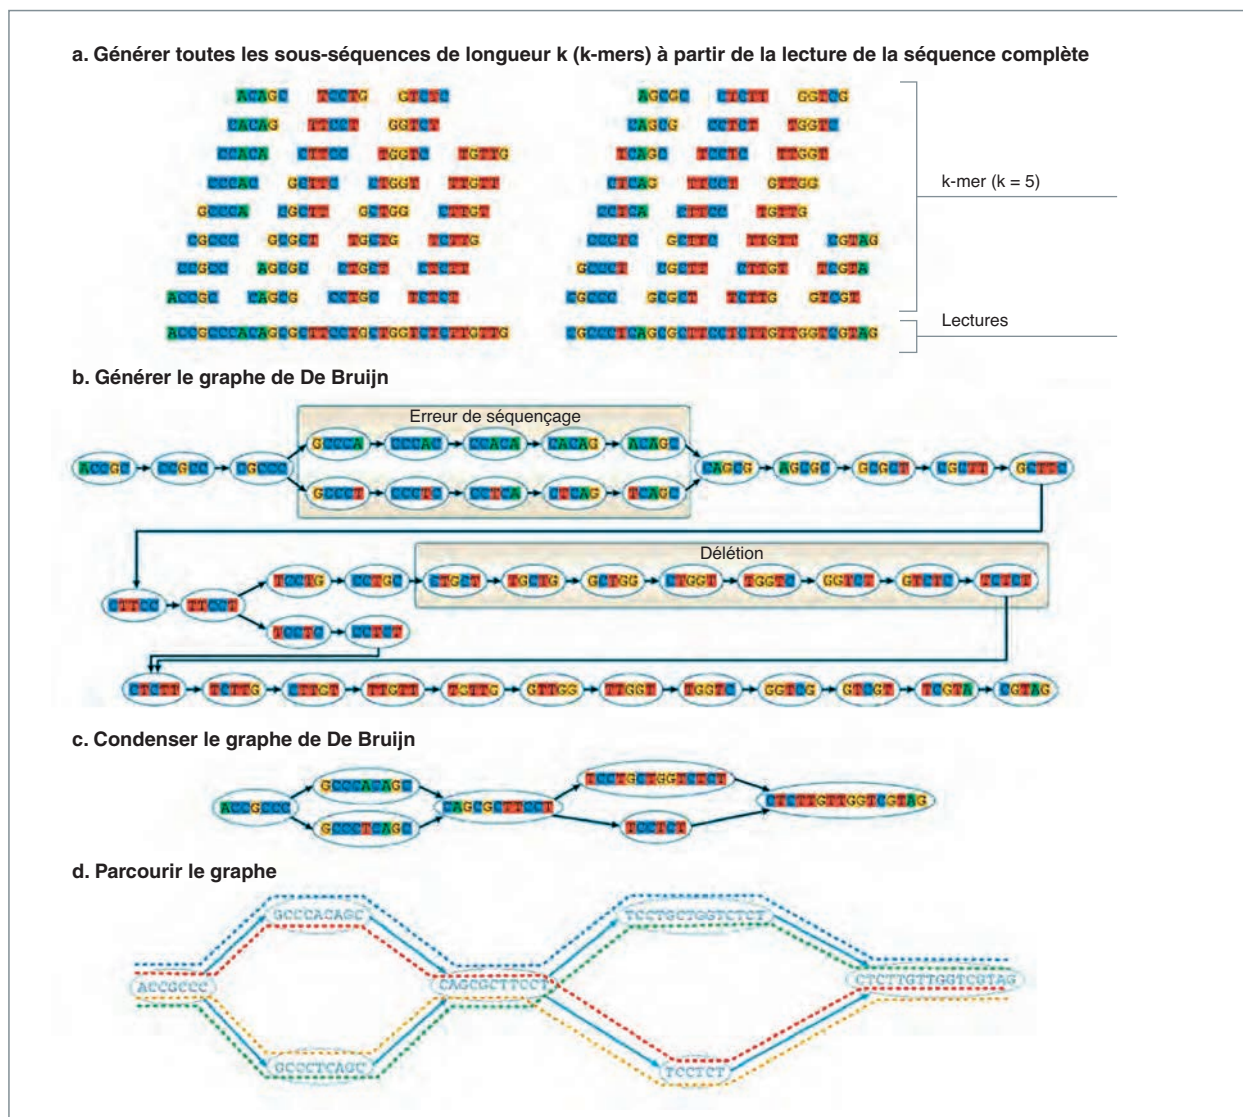 a. Générer toutes les sous-séquences de longueur k (k-mers) à partir de la lecture de la séquence complète
ACAGC TCCTG GTCTC AGCGC CTCTT GGTCG
CACAG TTCCT GGTCT CAGCG CCTCT TGGTC
CCACA CTTCC TGGTC TGTTG TCAGC TCCTC TTGGT
CCCAC GCTTC CTGGT TTGTT CTCAG TTCCT GTTGG
k-mer (k = 5)
GCCCA CGCTT GCTGG CTTGT CCTCA CTTCC TGTTG
CGCCC GCGCT TGCTG TCTTG CCCTC GCTTC TTGTT CGTAG
CCGCC AGCGC CTGCT CTCTT GCCCT CGCTT CTTGT TCGTA
ACCGC CAGCG CCTGC TCTCT CGCCC GCGCT TCTTG GTCGT
Lectures
ACCGCCCACAGCGCTTCCTGCTGGTCTCTTGTTG CGCCCTCAGCGCTTCCTCTTGTTGGTCGTAG
b. Générer le graphe de De Bruijn
Erreur de séquençage
GCCCA CCCAC CCACA CACAG ACAGC
ACCGC CCGCC CGCCC CAGCG AGCGC GCGCT CGCTT GCTTC
GCCCT CCCTC CCTCA CTCAG TCAGC
Délétion
TCCTG CCTGC CTGCT TGCTG GCTGG CTGGT TGGTC GGTCT GTCTC TCTCT
CTTCC TTCCT
TCCTC CCTCT
CTCTT TCTTG CTTGT TTGTT TGTTG GTTGG TTGGT TGGTC GGTCG GTCGT TCGTA CGTAG
c. Condenser le graphe de De Bruijn
GCCCACAGC TCCTGCTGGTCTCT
ACCGCCC CAGCGCTTCCT CTCTTGTTGGTCGTAG
GCCCTCAGC TCCTCT
d. Parcourir le graphe
GCCCACAGC TCCTGCTGGTCTCT
ACCGCCC CAGCGCTTCCT CTCTTGTTGGTCGTAG
GCCCTCAGC TCCTCT